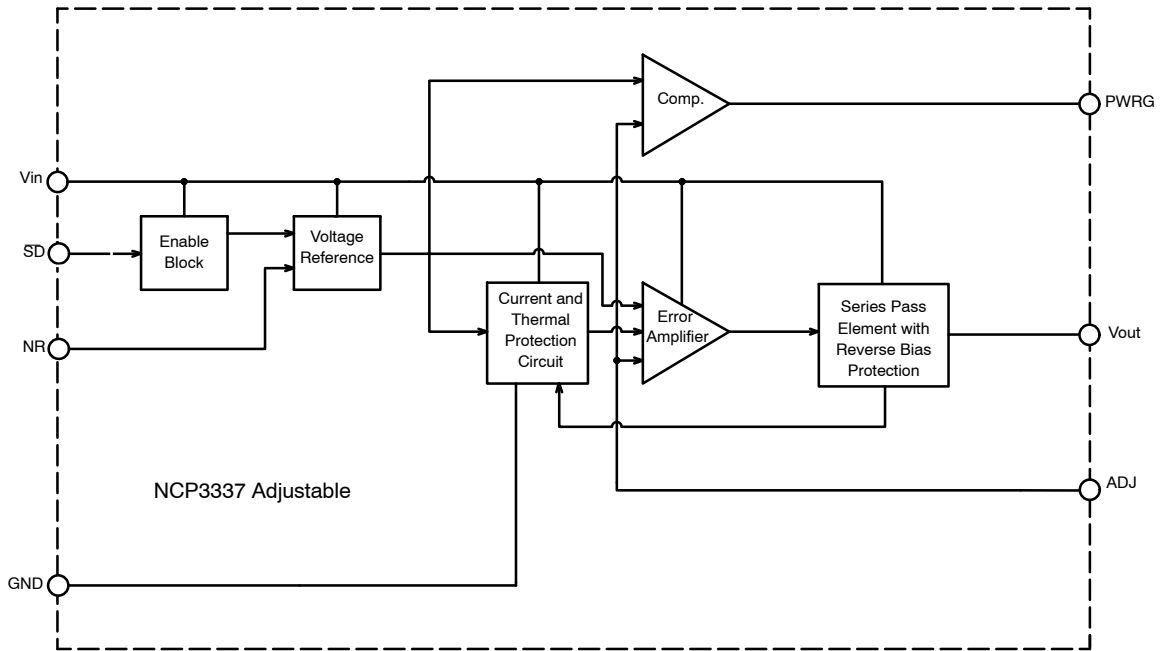 Comp.
PWRG
Vin
Enable
Block
Voltage
Reference
S̅D̅
Current and
Thermal
Protection
Circuit
Error
Amplifier
Series Pass
Element with
Reverse Bias
Protection
Vout
NR
NCP3337 Adjustable
ADJ
GND